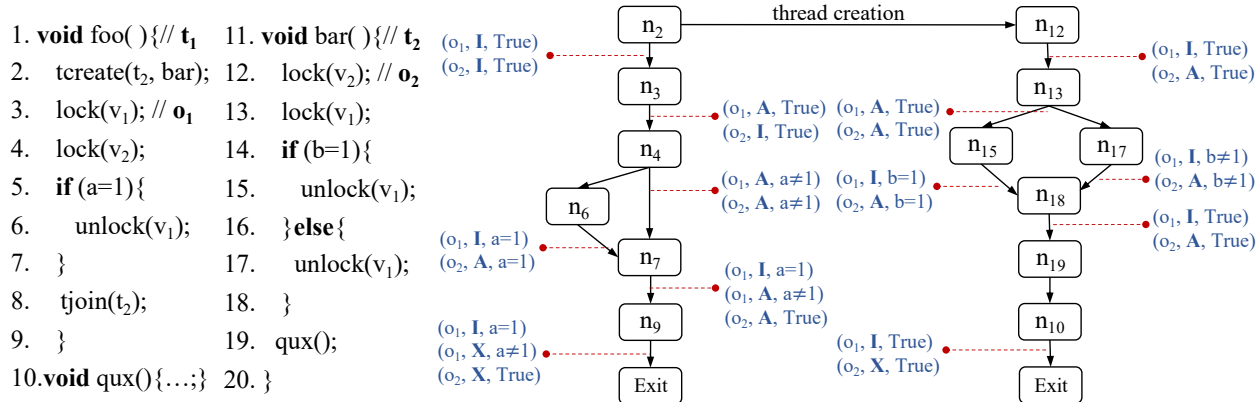 1. void foo( ){// t₁
2. tcreate(t₂, bar);
3. lock(v₁); // o₁
4. lock(v₂);
5. if (a=1){
6. unlock(v₁);
7. }
8. tjoin(t₂);
9. }
10.void qux(){…;}
11. void bar( ){// t₂
12. lock(v₂); // o₂
13. lock(v₁);
14. if (b=1){
15. unlock(v₁);
16. }else{
17. unlock(v₁);
18. }
19. qux();
20. }
thread creation
n₂
(o₁, I, True)
(o₂, I, True)
n₃
(o₁, A, True)
(o₂, I, True)
n₄
(o₁, A, a≠1)
(o₂, A, a≠1)
n₆
(o₁, I, a=1)
(o₂, A, a=1)
n₇
(o₁, I, a=1)
(o₁, A, a≠1)
(o₂, A, True)
n₉
(o₁, I, a=1)
(o₁, X, a≠1)
(o₂, X, True)
Exit
n₁₂
(o₁, I, True)
(o₂, A, True)
n₁₃
(o₁, A, True)
(o₂, A, True)
n₁₅
n₁₇
(o₁, I, b=1)
(o₂, A, b=1)
(o₁, I, b≠1)
(o₂, A, b≠1)
n₁₈
(o₁, I, True)
(o₂, A, True)
n₁₉
n₁₀
(o₁, I, True)
(o₂, X, True)
Exit